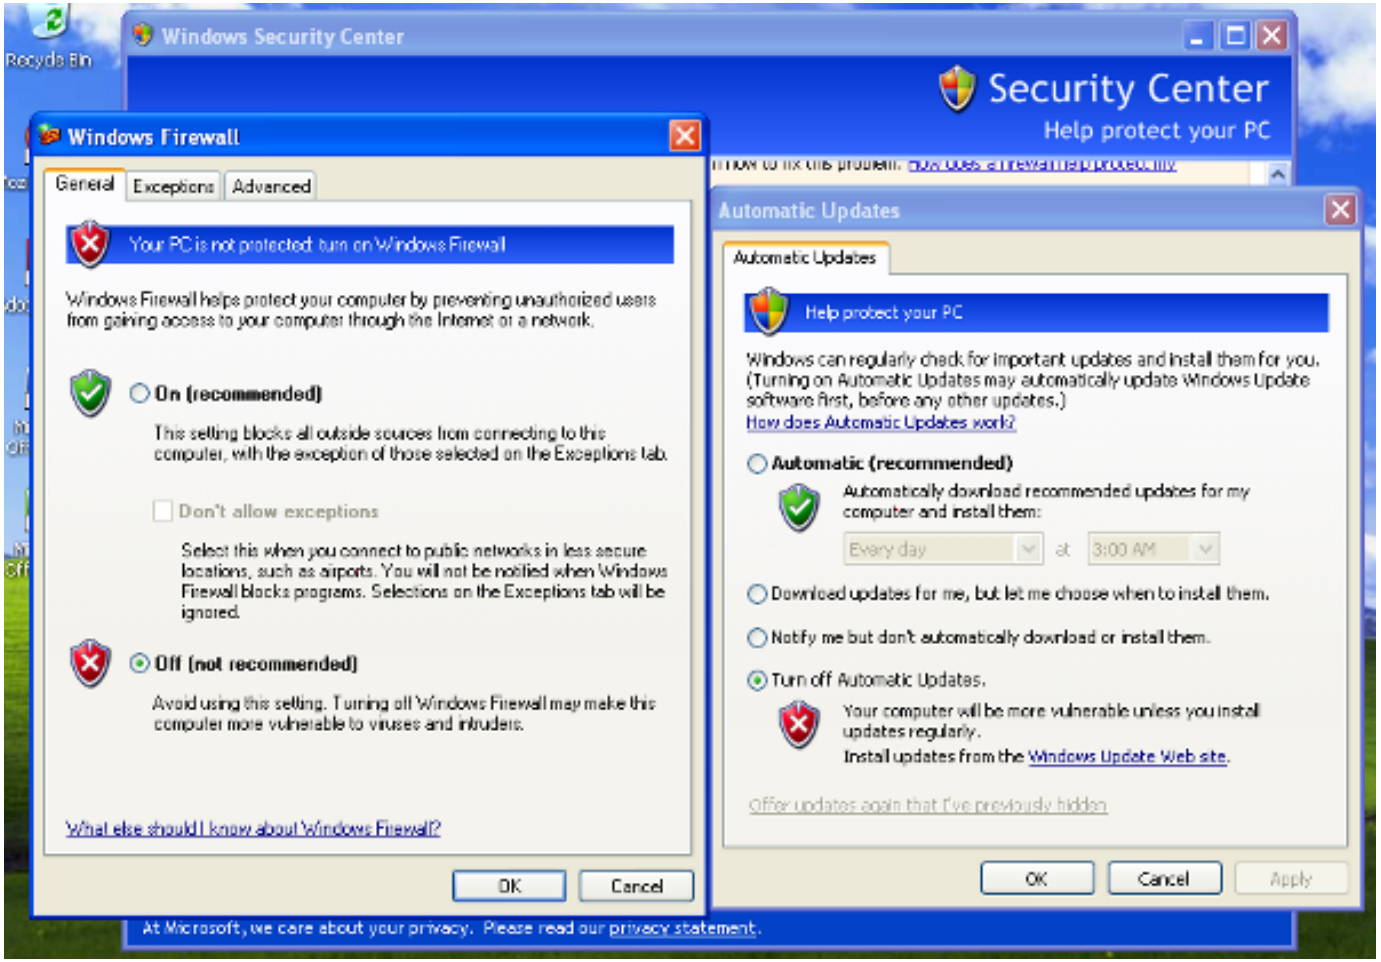 Recycle Bin
Windows Security Center
Security Center
Help protect your PC
Windows Firewall
General
Exceptions
Advanced
Your PC is not protected: turn on Windows Firewall
Windows Firewall helps protect your computer by preventing unauthorized users
from gaining access to your computer through the Internet or a network.
On (recommended)
This setting blocks all outside sources from connecting to this
computer, with the exception of those selected on the Exceptions tab.
Don't allow exceptions
Select this when you connect to public networks in less secure
locations, such as airports. You will not be notified when Windows
Firewall blocks programs. Selections on the Exceptions tab will be
ignored.
Off (not recommended)
Avoid using this setting. Turning off Windows Firewall may make this
computer more vulnerable to viruses and intruders.
What else should I know about Windows Firewall?
OK
Cancel
how to fix this problem. How does a firewall help protect my
Automatic Updates
Automatic Updates
Help protect your PC
Windows can regularly check for important updates and install them for you.
(Turning on Automatic Updates may automatically update Windows Update
software first, before any other updates.)
How does Automatic Updates work?
Automatic (recommended)
Automatically download recommended updates for my
computer and install them:
Every day
at
3:00 AM
Download updates for me, but let me choose when to install them.
Notify me but don't automatically download or install them.
Turn off Automatic Updates.
Your computer will be more vulnerable unless you install
updates regularly.
Install updates from the Windows Update Web site.
Offer updates again that I've previously hidden
OK
Cancel
Apply
At Microsoft, we care about your privacy. Please read our privacy statement.